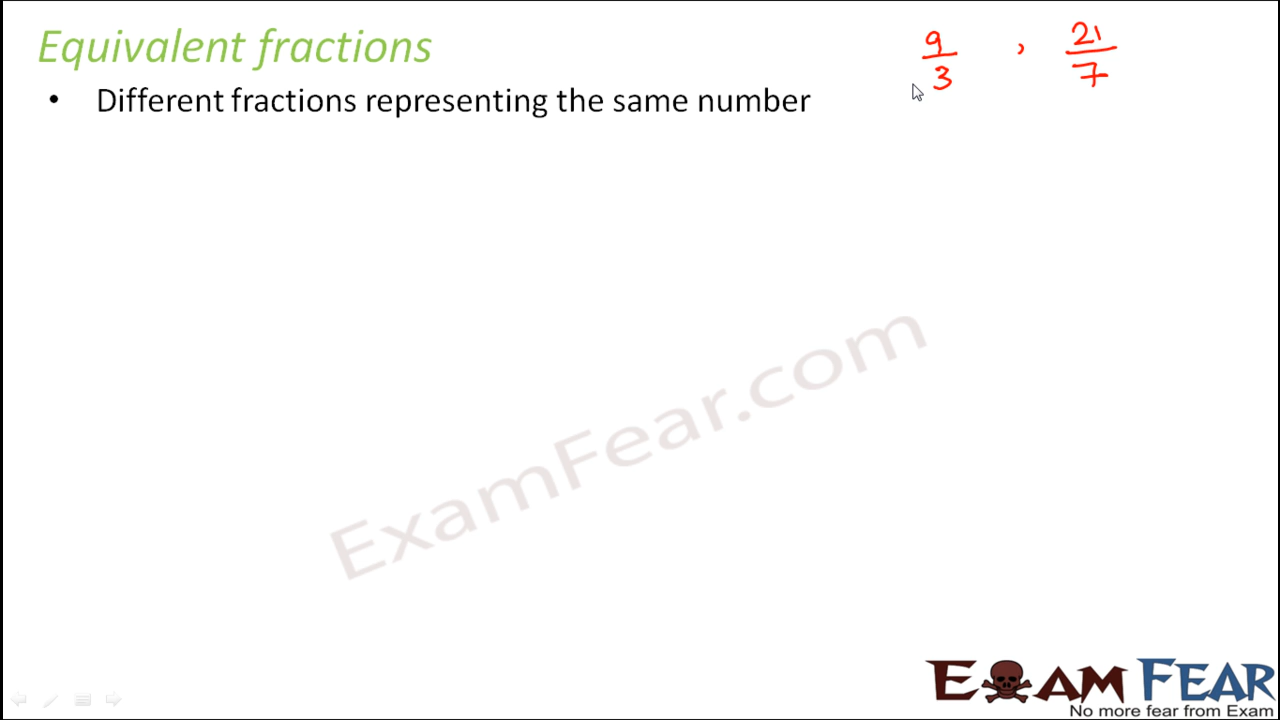 Equivalent fractions
9/3 , 21/7
• Different fractions representing the same number
ExamFear.com
EXAM FEAR
No more fear from Exam